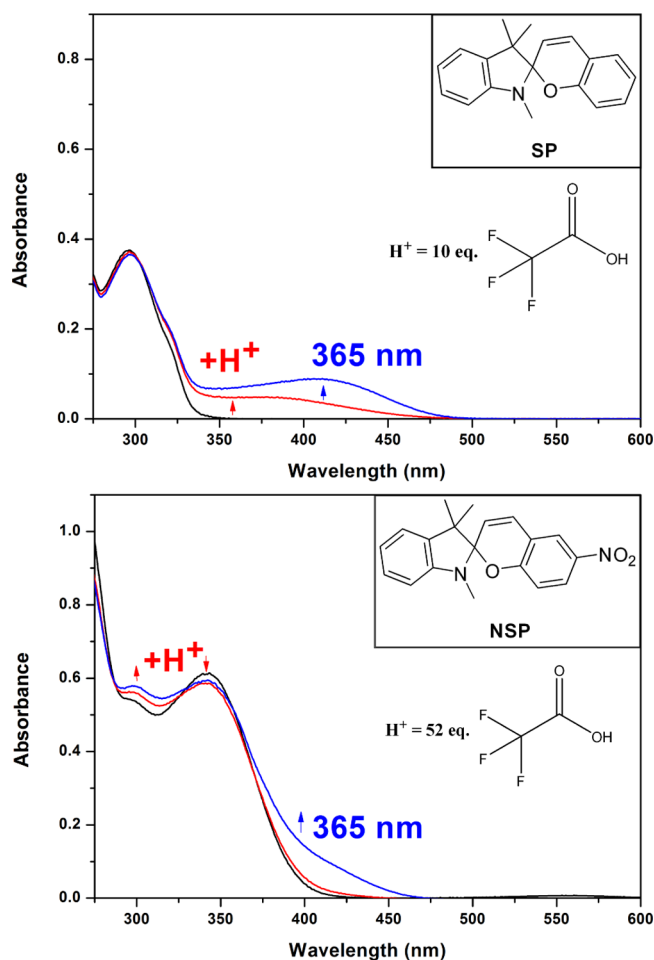 0.8
0.6
0.4
0.2
0.0
Absorbance
N
O
SP
H+ = 10 eq.
O
F
F
F
OH
+H+
365 nm
300 350 400 450 500 550 600
Wavelength (nm)
1.0
0.8
0.6
0.4
0.2
0.0
Absorbance
N
O
NO2
NSP
+H+
H+ = 52 eq.
O
F
F
F
OH
365 nm
300 350 400 450 500 550 600
Wavelength (nm)